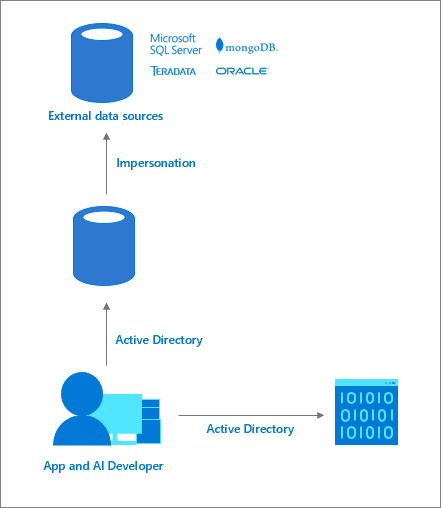 Microsoft
SQL Server
mongoDB.
TERADATA
ORACLE
External data sources
Impersonation
Active Directory
Active Directory
App and AI Developer
101010
010101
101010